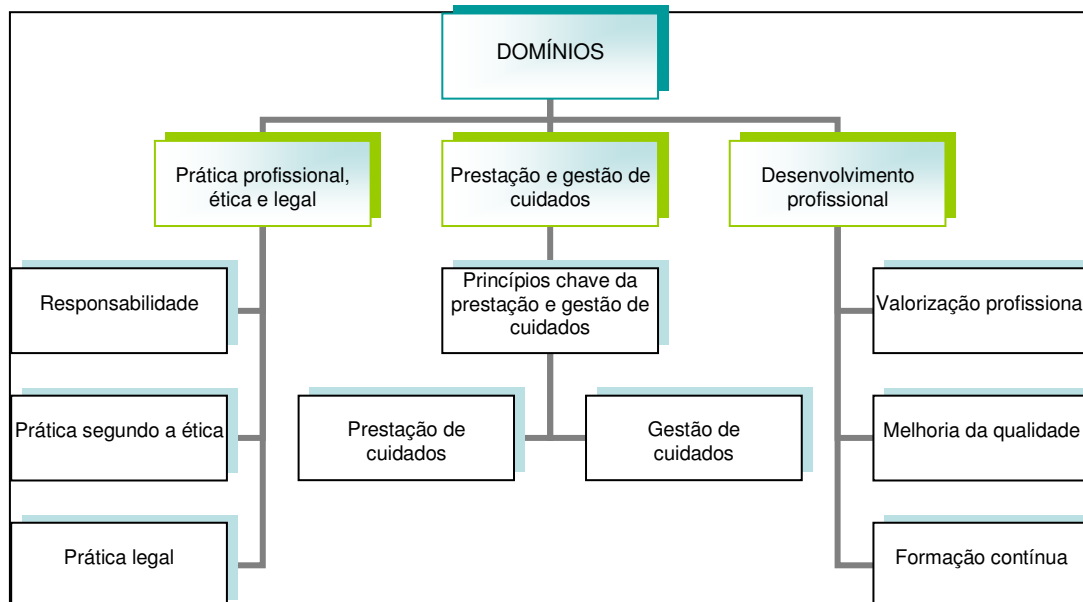 DOMÍNIOS
Prática profissional,
ética e legal
Prestação e gestão de
cuidados
Desenvolvimento
profissional
Responsabilidade
Princípios chave da
prestação e gestão de
cuidados
Valorização profissiona
Prática segundo a ética
Prestação de
cuidados
Gestão de
cuidados
Melhoria da qualidade
Prática legal
Formação contínua